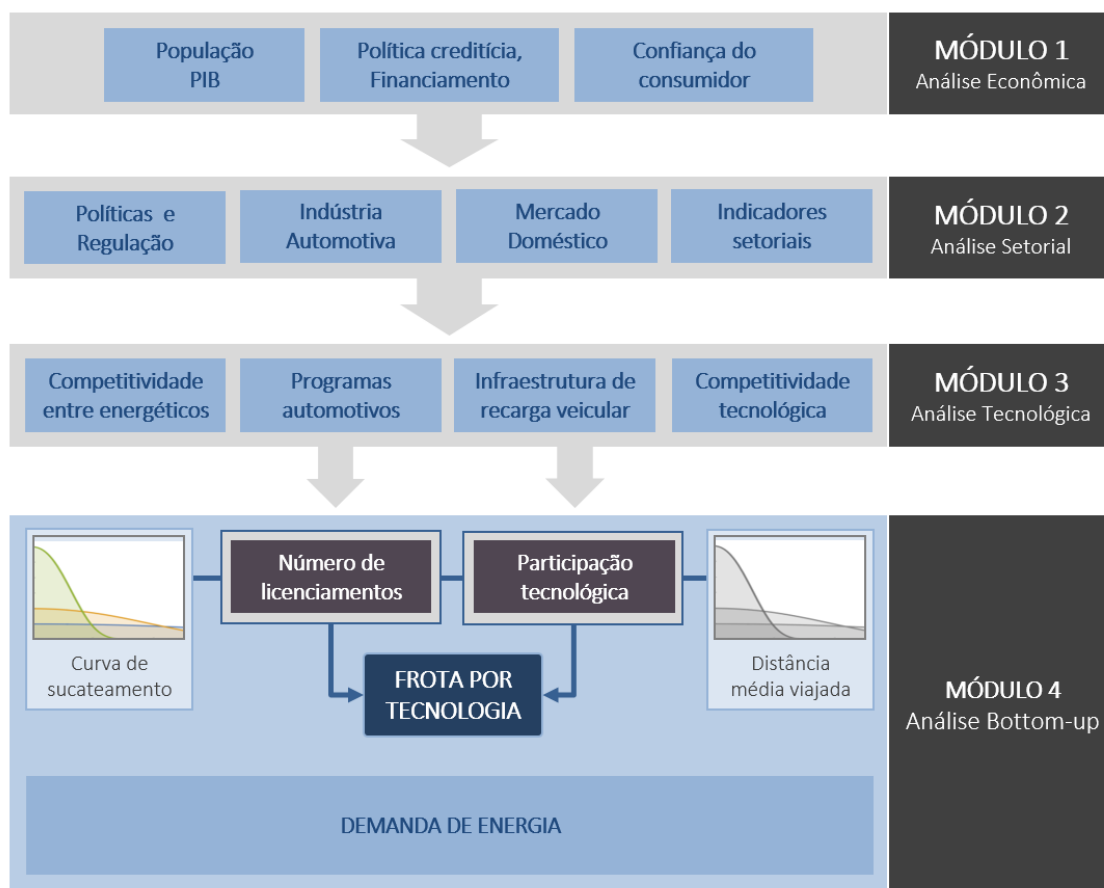 População
PIB
Política creditícia,
Financiamento
Confiança do
consumidor
MÓDULO 1
Análise Econômica
Políticas e
Regulação
Indústria
Automotiva
Mercado
Doméstico
Indicadores
setoriais
MÓDULO 2
Análise Setorial
Competitividade
entre energéticos
Programas
automotivos
Infraestrutura de
recarga veicular
Competitividade
tecnológica
MÓDULO 3
Análise Tecnológica
Número de
licenciamentos
Participação
tecnológica
Curva de
sucateamento
FROTA POR
TECNOLOGIA
Distância
média viajada
MÓDULO 4
Análise Bottom-up
DEMANDA DE ENERGIA